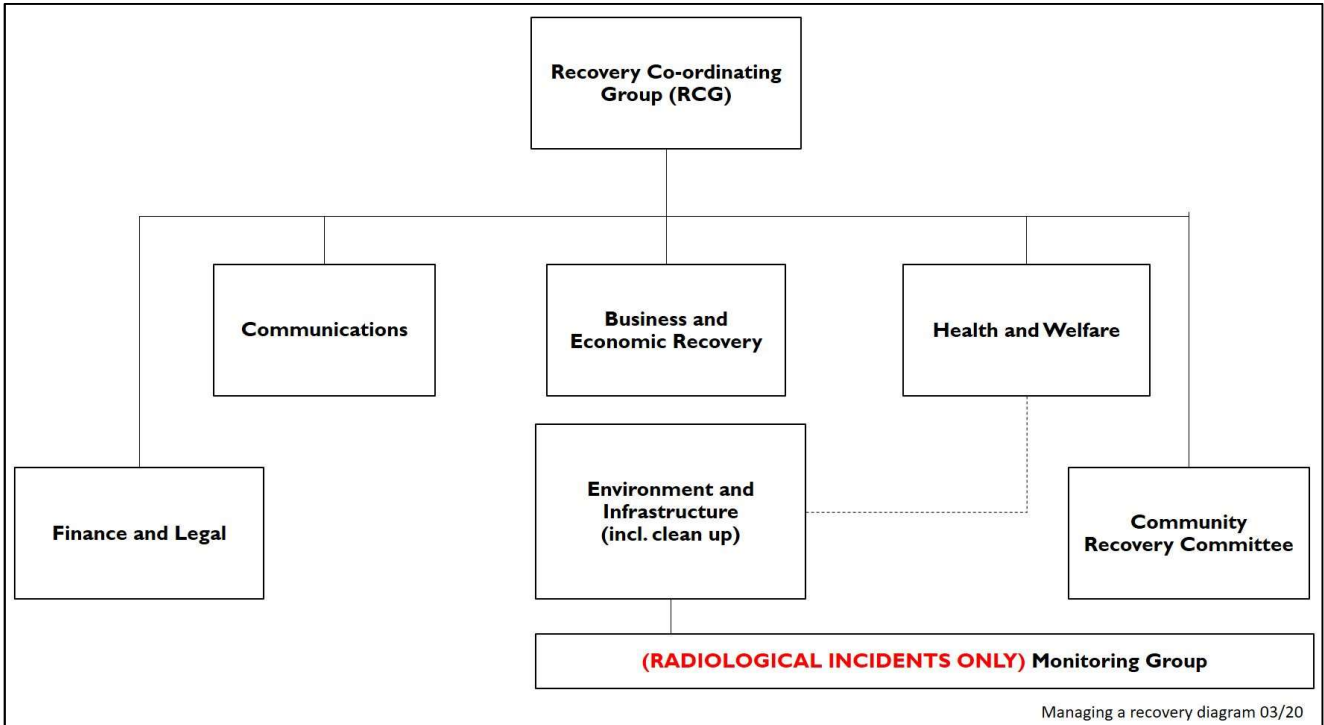 Recovery Co-ordinating
Group (RCG)
Communications
Business and
Economic Recovery
Health and Welfare
Finance and Legal
Environment and
Infrastructure
(incl. clean up)
Community
Recovery Committee
(RADIOLOGICAL INCIDENTS ONLY) Monitoring Group
Managing a recovery diagram 03/20